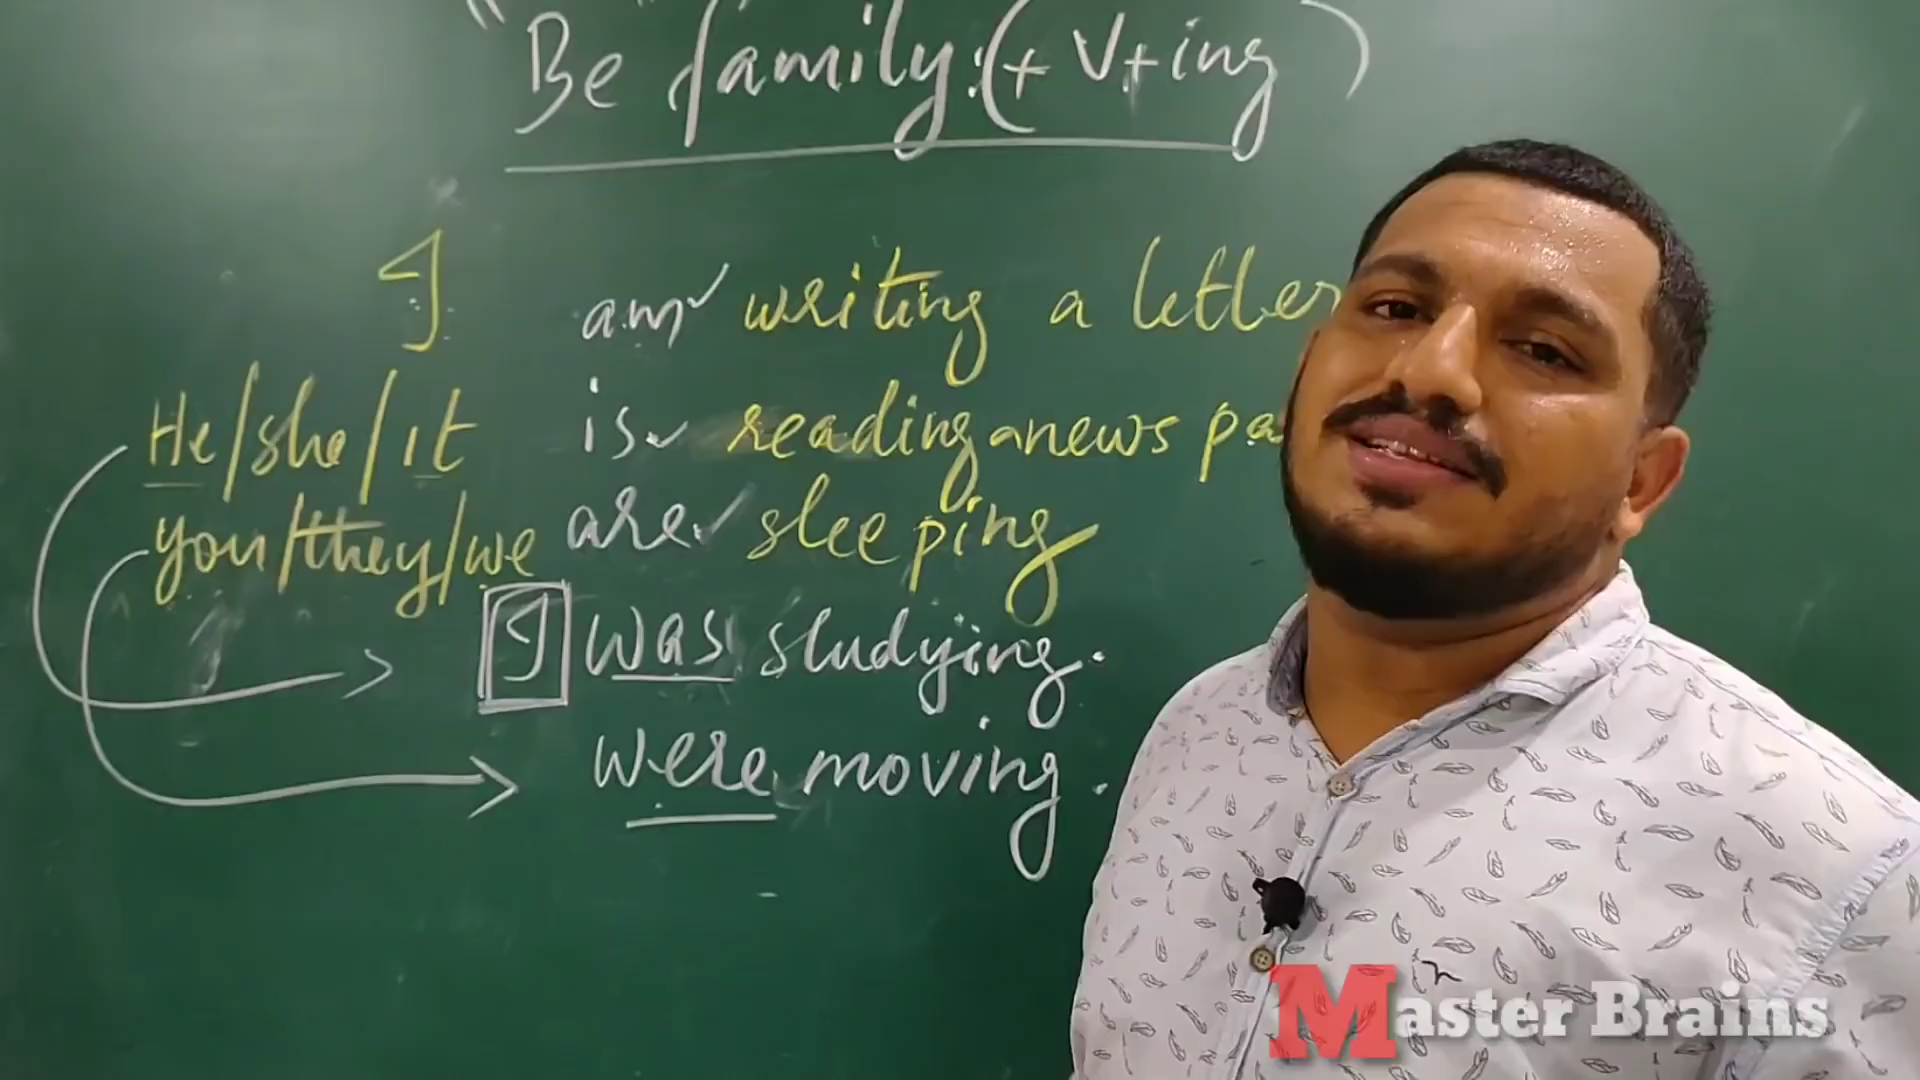 "Be family:(+ V+ing)
I am writing a letter
He/she/it is reading a news pa
you/they/we are sleeping
I was studying.
were moving.
Master Brains